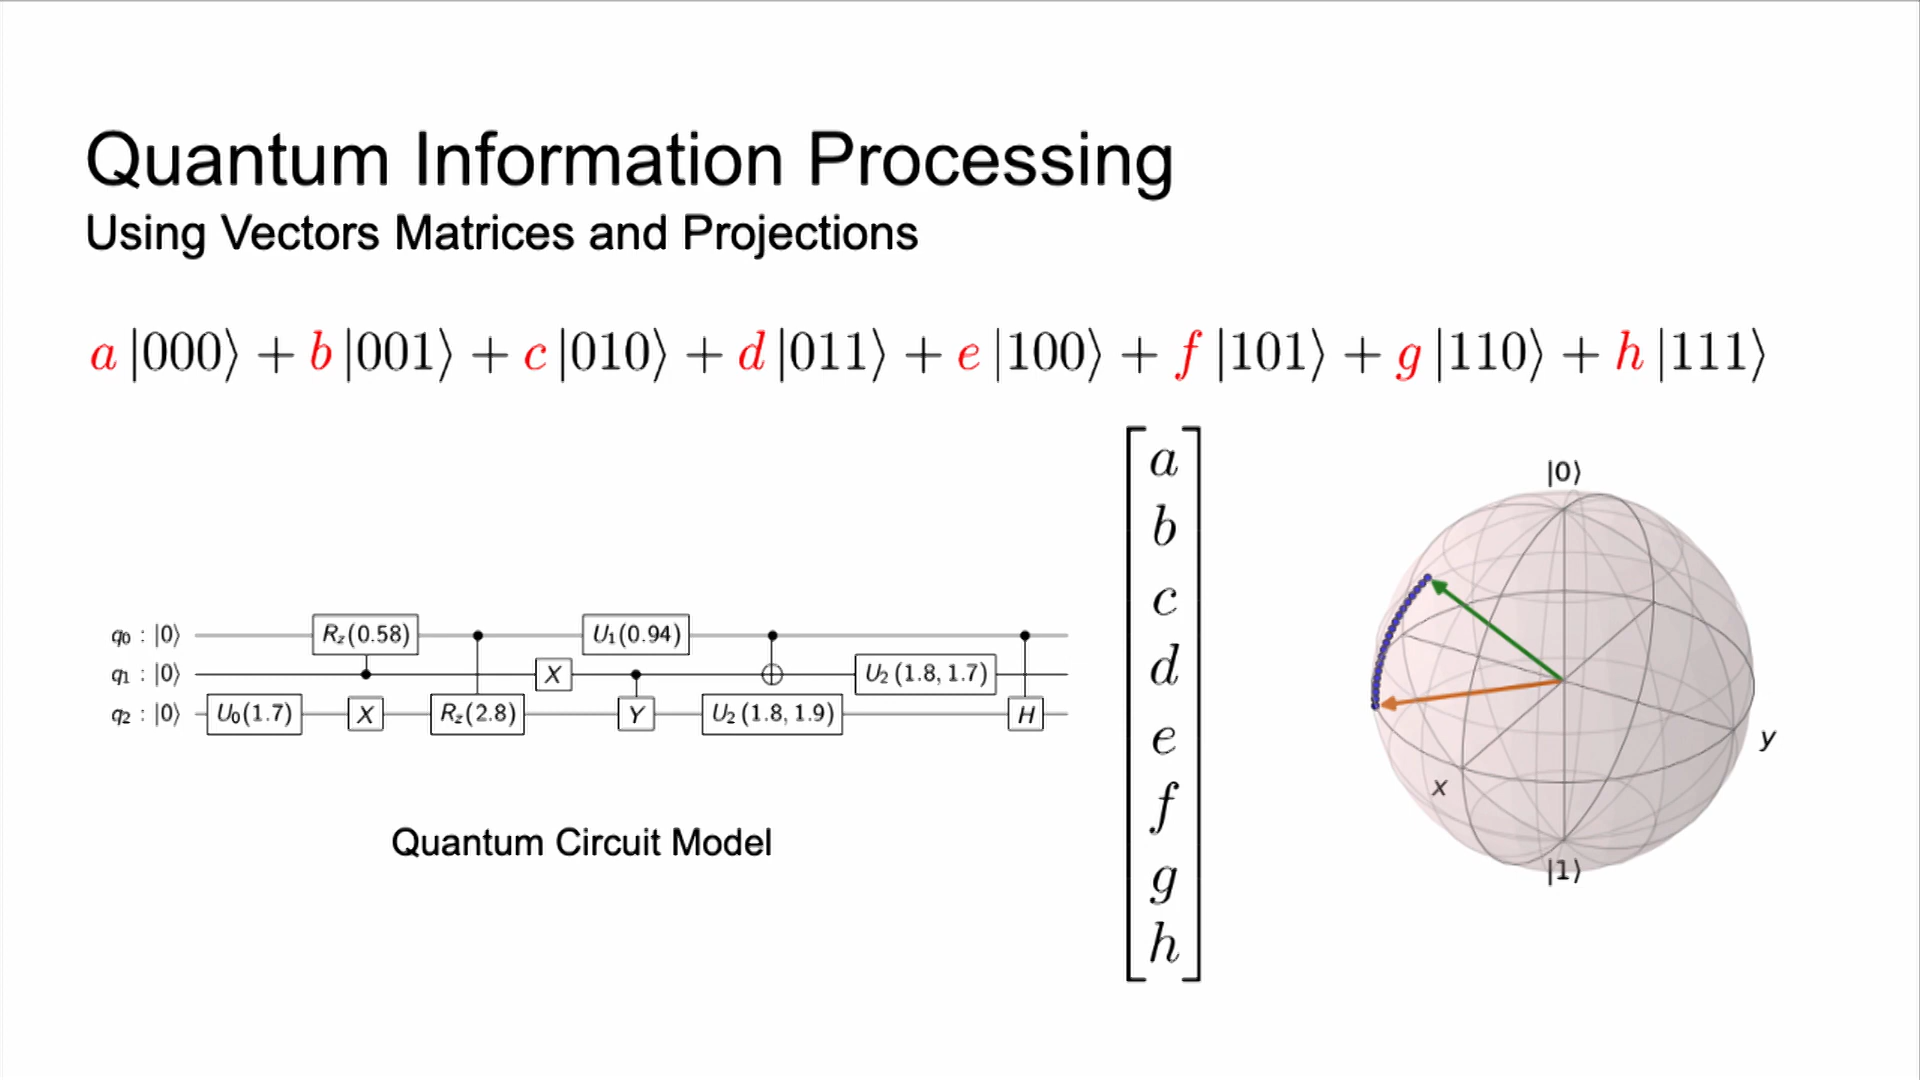 Quantum Information Processing
Using Vectors Matrices and Projections
a |000⟩ + b |001⟩ + c |010⟩ + d |011⟩ + e |100⟩ + f |101⟩ + g |110⟩ + h |111⟩
q₀ : |0⟩ R_z(0.58) U₁(0.94)
q₁ : |0⟩ X U₂ (1.8, 1.7)
q₂ : |0⟩ U₀(1.7) X R_z(2.8) Y U₂ (1.8, 1.9) H
Quantum Circuit Model
a
b
c
d
e
f
g
h
|0⟩
y
x
|1⟩